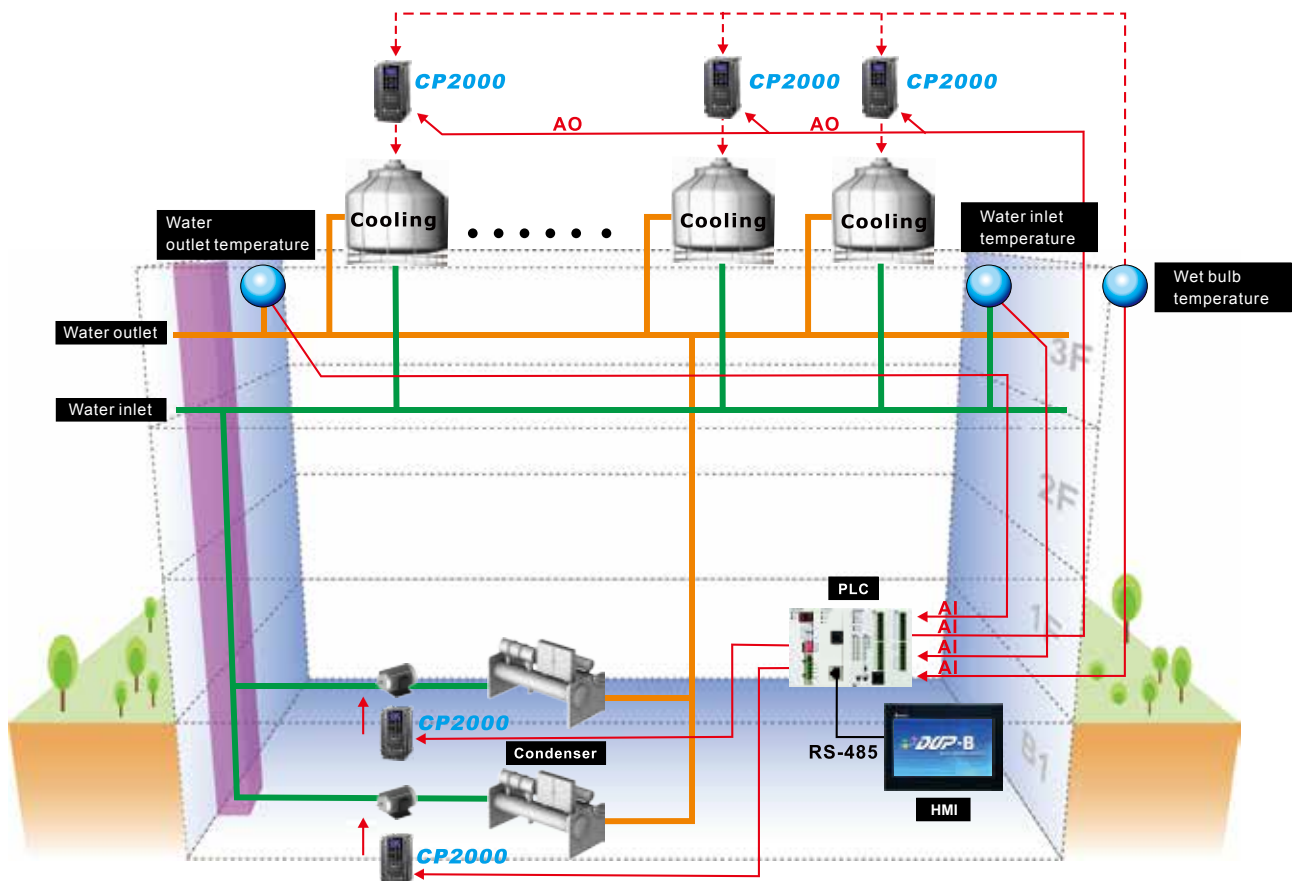 CP2000
CP2000
CP2000
AO
AO
Water
outlet temperature
Cooling
Cooling
Cooling
Water inlet
temperature
Wet bulb
temperature
Water outlet
3F
Water inlet
2F
PLC
AI
AI
1F
AI
AI
CP2000
Condenser
RS-485
DOP-B
B1
HMI
CP2000